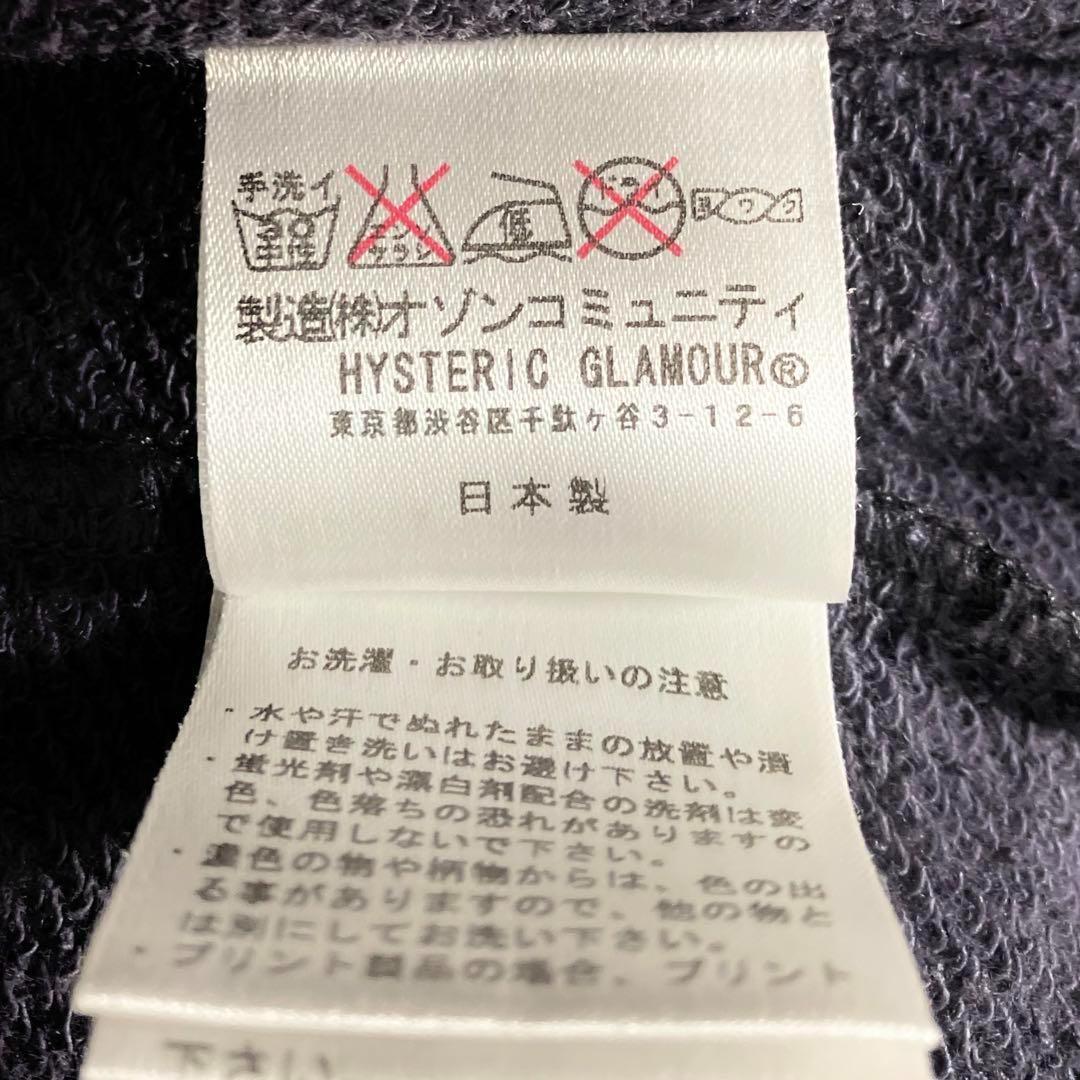 手洗イ
30
中性
エンソ
サラシ
低
ヨワク
製造(株)オゾンコミュニティ
HYSTERIC GLAMOUR®
東京都渋谷区千駄ヶ谷3-12-6
日本製
お洗濯・お取り扱いの注意
・水や汗でぬれたままの放置や漬
け置き洗いはお避け下さい。
・蛍光剤や漂白剤配合の洗剤は変
色、色落ちの恐れがありますの
で使用しないで下さい。
・濃色の物や柄物からは、色の出
る事がありますので、他の物と
は別にしてお洗い下さい。
・プリント製品の場合、プリント
下さい